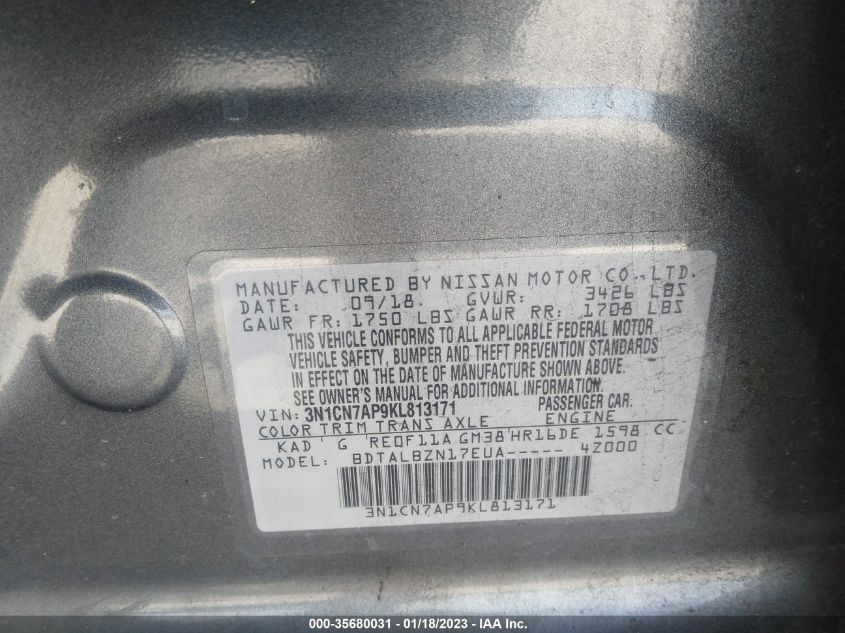 MANUFACTURED BY NISSAN MOTOR CO.,LTD.
DATE: 09/18. GVWR: 3426 LBS
GAWR FR: 1750 LBS GAWR RR: 1708 LBS
THIS VEHICLE CONFORMS TO ALL APPLICABLE FEDERAL MOTOR
VEHICLE SAFETY, BUMPER AND THEFT PREVENTION STANDARDS
IN EFFECT ON THE DATE OF MANUFACTURE SHOWN ABOVE.
SEE OWNER'S MANUAL FOR ADDITIONAL INFORMATION.
VIN: 3N1CN7AP9KL813171 PASSENGER CAR.
COLOR TRIM TRANS AXLE ENGINE
KAD G RE0F11A GM38 HR16DE 1598 CC
MODEL: BDTALBZN17EUA----- 4Z000
3N1CN7AP9KL813171
000-35680031 - 01/18/2023 - IAA Inc.